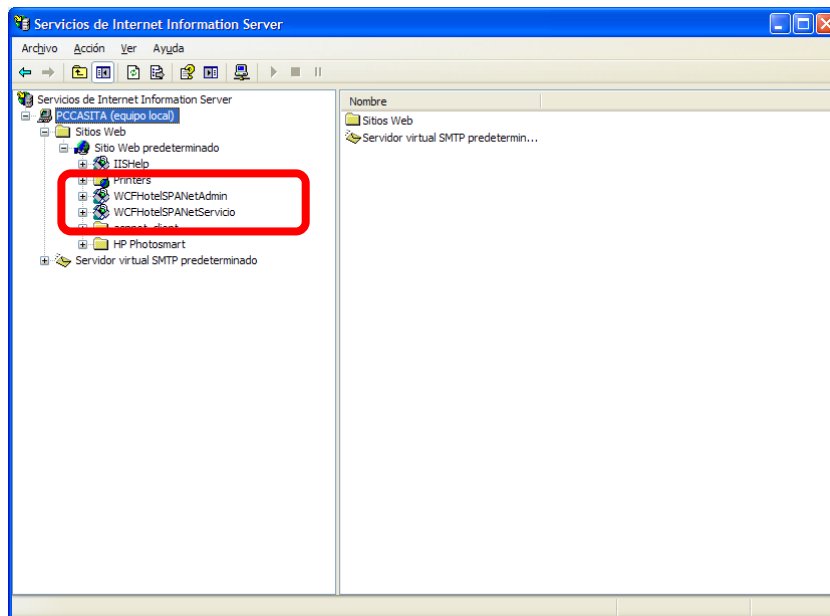 Servicios de Internet Information Server
Archivo Acción Ver Ayuda
Servicios de Internet Information Server
PCCASITA (equipo local)
Sitios Web
Sitio Web predeterminado
IISHelp
Printers
WCFHotelSPANetAdmin
WCFHotelSPANetServicio
aspnet_client
HP Photosmart
Servidor virtual SMTP predeterminado
Nombre
Sitios Web
Servidor virtual SMTP predetermin...